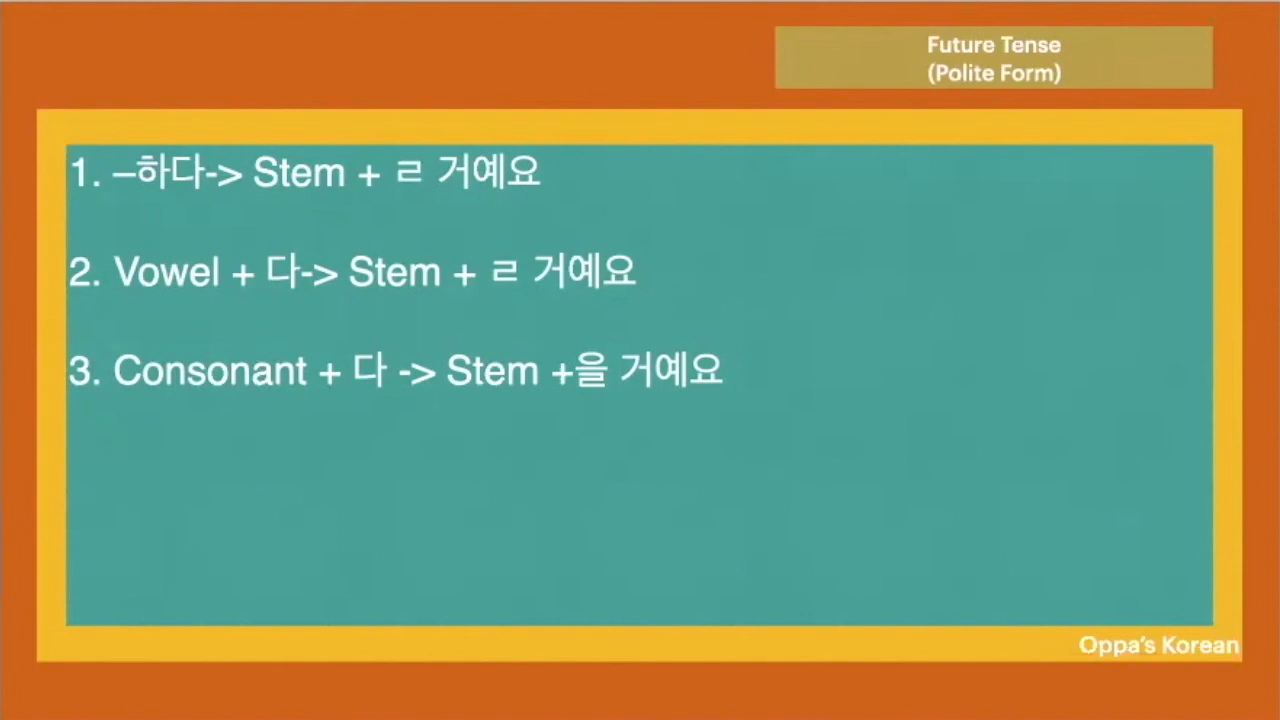 Future Tense
(Polite Form)
1. –하다-> Stem + ㄹ 거예요
2. Vowel + 다-> Stem + ㄹ 거예요
3. Consonant + 다 -> Stem +을 거예요
Oppa's Korean